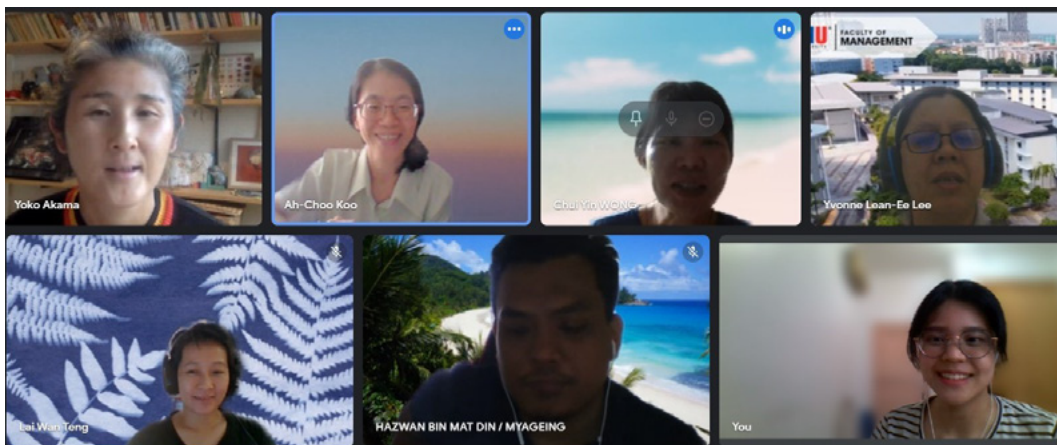 Yoko Akama
Ah-Choo Koo
Chui Yin WONG
U
FACULTY OF
MANAGEMENT
Yvonne Lean-Ee Lee
Lai Wan Teng
HAZWAN BIN MAT DIN / MYAGEING
You